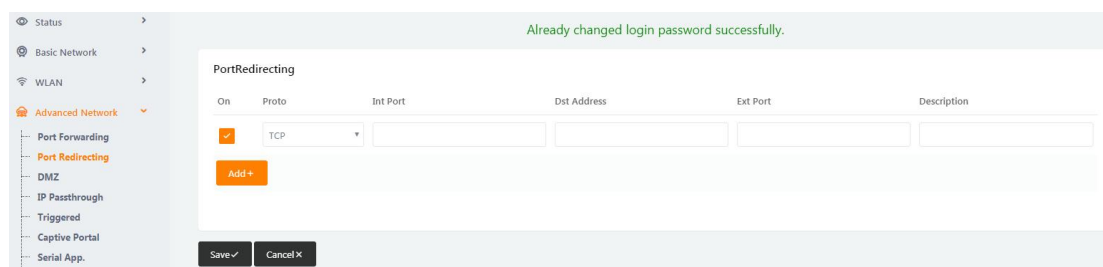 Status
Basic Network
WLAN
Advanced Network
Port Forwarding
Port Redirecting
DMZ
IP Passthrough
Triggered
Captive Portal
Serial App.
Already changed login password successfully.
PortRedirecting
On Proto Int Port Dst Address Ext Port Description
TCP
Add +
Save Cancel